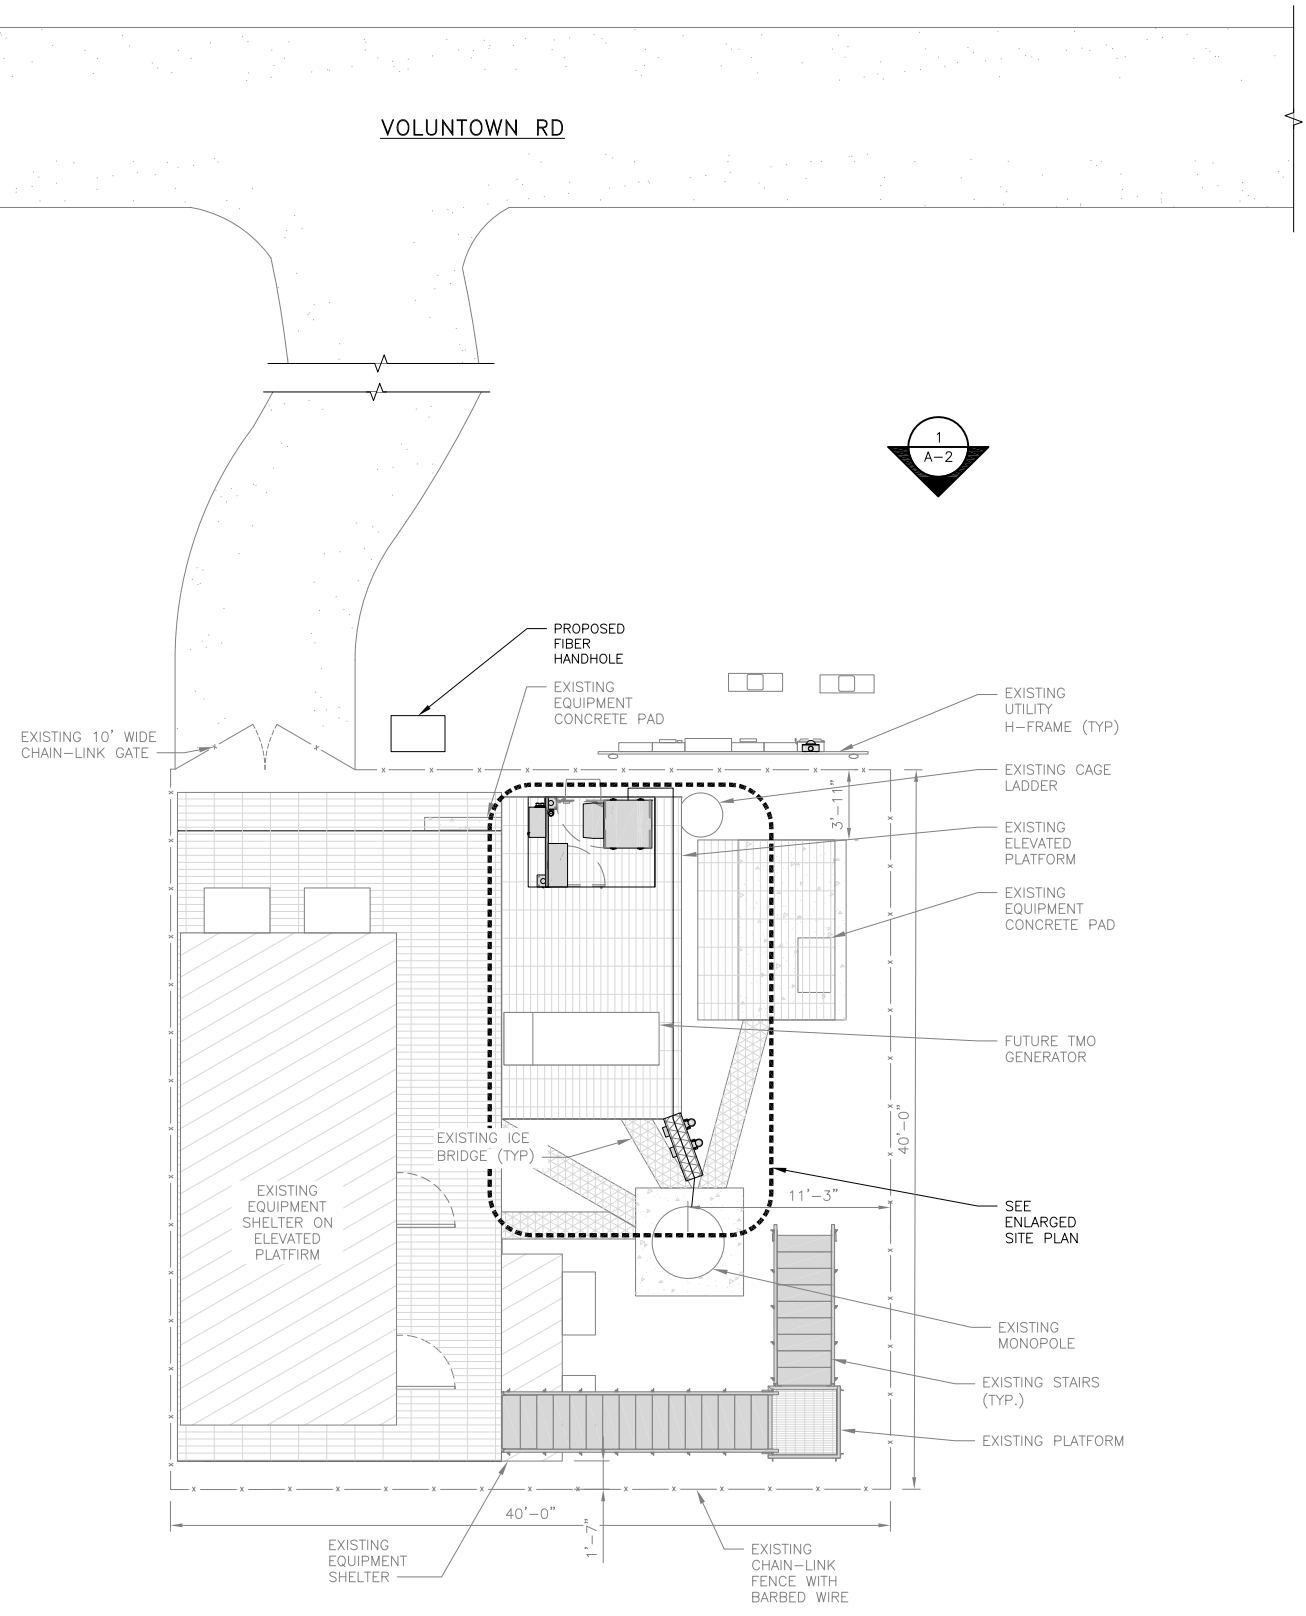 VOLUNTOWN RD
1
A-2
PROPOSED
FIBER
HANDHOLE
EXISTING
EQUIPMENT
CONCRETE PAD
EXISTING 10' WIDE
CHAIN-LINK GATE
EXISTING
UTILITY
H-FRAME (TYP)
EXISTING CAGE
LADDER
3'-11"
EXISTING
ELEVATED
PLATFORM
EXISTING
EQUIPMENT
CONCRETE PAD
FUTURE TMO
GENERATOR
40'-0"
EXISTING ICE
BRIDGE (TYP)
EXISTING
EQUIPMENT
SHELTER ON
ELEVATED
PLATFIRM
11'-3"
SEE
ENLARGED
SITE PLAN
EXISTING
MONOPOLE
EXISTING STAIRS
(TYP.)
EXISTING PLATFORM
40'-0"
1'-7"
EXISTING
EQUIPMENT
SHELTER
EXISTING
CHAIN-LINK
FENCE WITH
BARBED WIRE